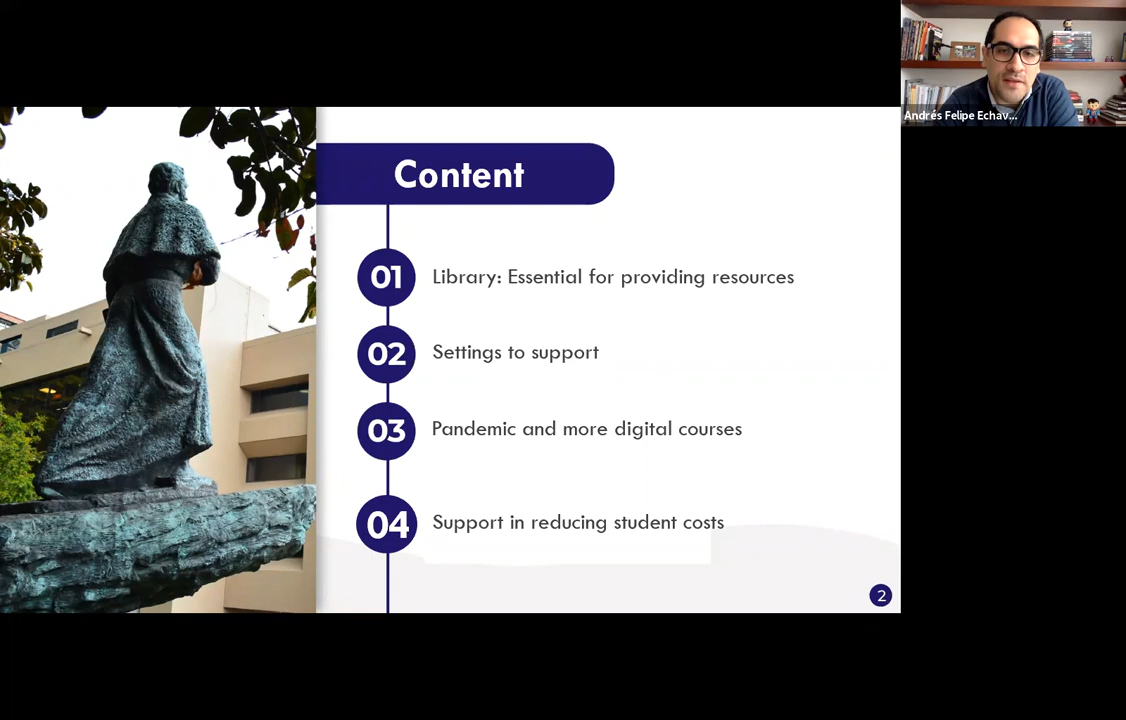 Andrés Felipe Echav...
Content
01 Library: Essential for providing resources
02 Settings to support
03 Pandemic and more digital courses
04 Support in reducing student costs
2